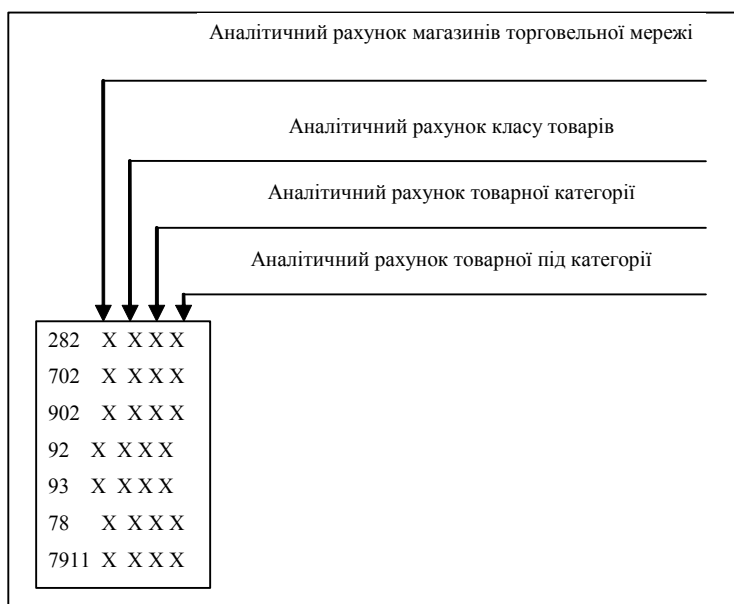 Аналітичний рахунок магазинів торговельної мережі
Аналітичний рахунок класу товарів
Аналітичний рахунок товарної категорії
Аналітичний рахунок товарної під категорії
282 X X X X
702 X X X X
902 X X X X
92 X X X X
93 X X X X
78 X X X X
7911 X X X X